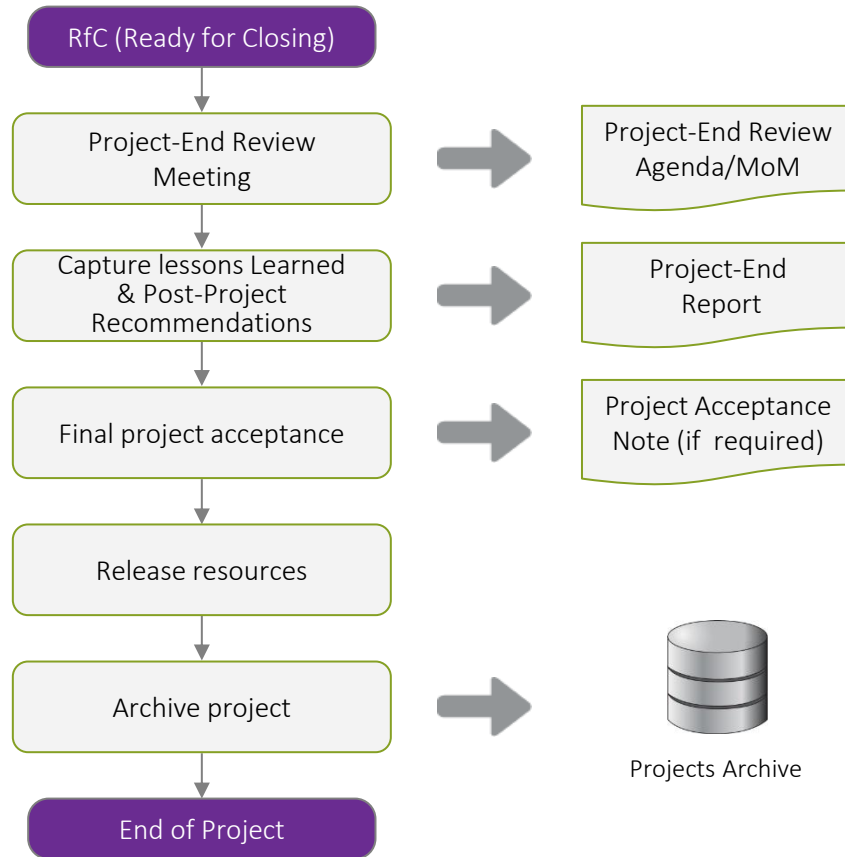 RfC (Ready for Closing)
Project-End Review
Meeting
Project-End Review
Agenda/MoM
Capture lessons Learned
& Post-Project
Recommendations
Project-End
Report
Final project acceptance
Project Acceptance
Note (if required)
Release resources
Archive project
Projects Archive
End of Project